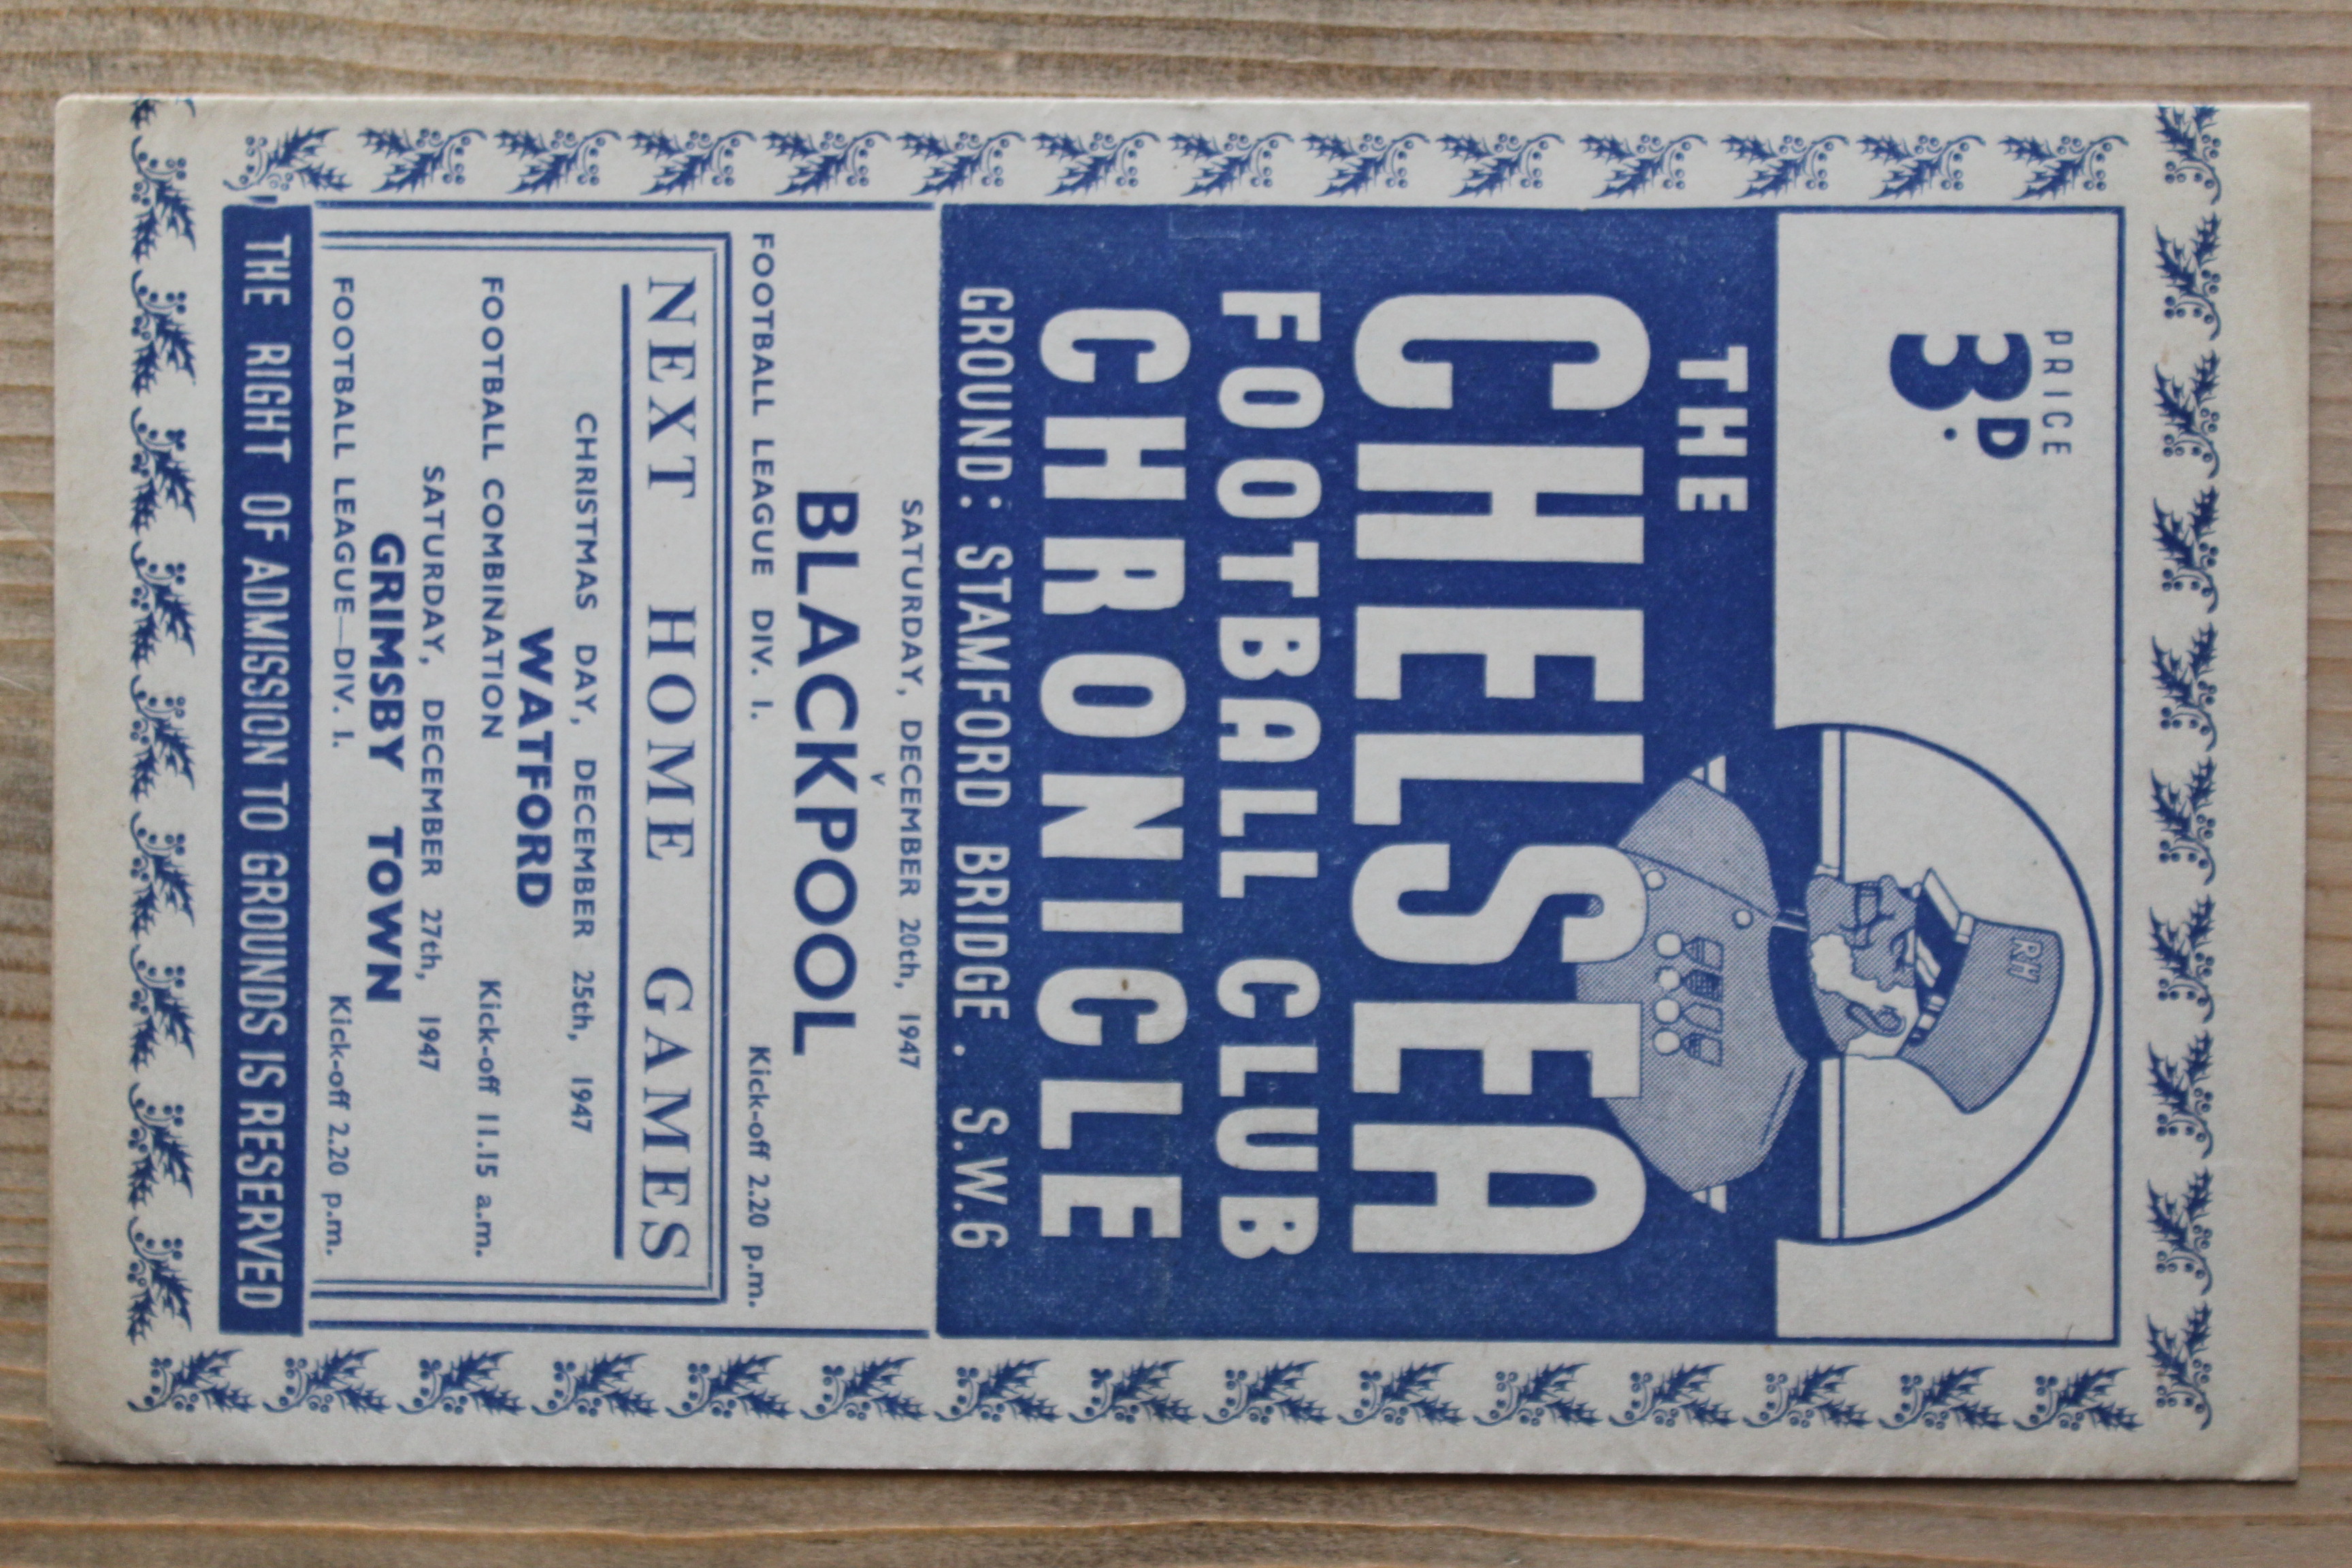 PRICE
3D.
RH
THE
CHELSEA
FOOTBALL CLUB
CHRONICLE
GROUND: STAMFORD BRIDGE . S.W.6
SATURDAY, DECEMBER 20th, 1947
v
BLACKPOOL
FOOTBALL LEAGUE DIV. 1. Kick-off 2.20 p.m.
NEXT HOME GAMES
CHRISTMAS DAY, DECEMBER 25th, 1947
WATFORD
FOOTBALL COMBINATION Kick-off 11.15 a.m.
SATURDAY, DECEMBER 27th, 1947
GRIMSBY TOWN
FOOTBALL LEAGUE—DIV. 1. Kick-off 2.20 p.m.
THE RIGHT OF ADMISSION TO GROUNDS IS RESERVED